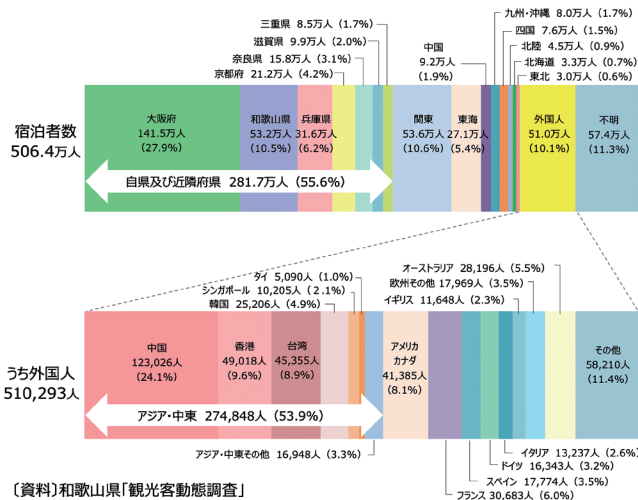 三重県 8.5万人（1.7%）
滋賀県 9.9万人（2.0%）
奈良県 15.8万人（3.1%）
京都府 21.2万人（4.2%）
中国
9.2万人
（1.9%）
九州・沖縄 8.0万人（1.7%）
四国 7.6万人（1.5%）
北陸 4.5万人（0.9%）
北海道 3.3万人（0.7%）
東北 3.0万人（0.6%）
宿泊者数
506.4万人
大阪府
141.5万人
（27.9%）
和歌山県
53.2万人
（10.5%）
兵庫県
31.6万人
（6.2%）
関東
53.6万人
（10.6%）
東海
27.1万人
（5.4%）
外国人
51.0万人
（10.1%）
不明
57.4万人
（11.3%）
自県及び近隣府県 281.7万人（55.6%）
タイ 5,090人（1.0%）
シンガポール 10,205人（2.1%）
韓国 25,206人（4.9%）
オーストラリア 28,196人（5.5%）
欧州その他 17,969人（3.5%）
イギリス 11,648人（2.3%）
うち外国人
510,293人
中国
123,026人
（24.1%）
香港
49,018人
（9.6%）
台湾
45,355人
（8.9%）
アメリカ
カナダ
41,385人
（8.1%）
その他
58,210人
（11.4%）
アジア・中東 274,848人（53.9%）
アジア・中東その他 16,948人（3.3%）
イタリア 13,237人（2.6%）
ドイツ 16,343人（3.2%）
スペイン 17,774人（3.5%）
フランス 30,683人（6.0%）
〔資料〕和歌山県「観光客動態調査」